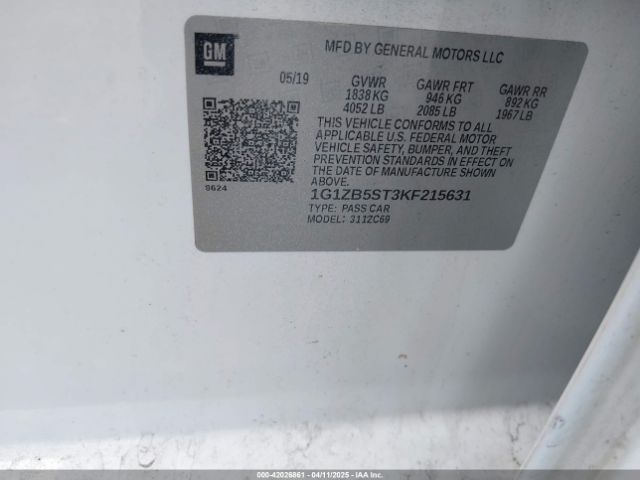 GM
MFD BY GENERAL MOTORS LLC
05/19 GVWR GAWR FRT GAWR RR
1838 KG 946 KG 892 KG
4052 LB 2085 LB 1967 LB
THIS VEHICLE CONFORMS TO ALL
APPLICABLE U.S. FEDERAL MOTOR
VEHICLE SAFETY, BUMPER, AND THEFT
PREVENTION STANDARDS IN EFFECT ON
THE DATE OF MANUFACTURE SHOWN ABOVE.
9624
1G1ZB5ST3KF215631
TYPE: PASS CAR
MODEL: 311ZC69
000-42026861 - 04/11/2025 - IAA Inc.